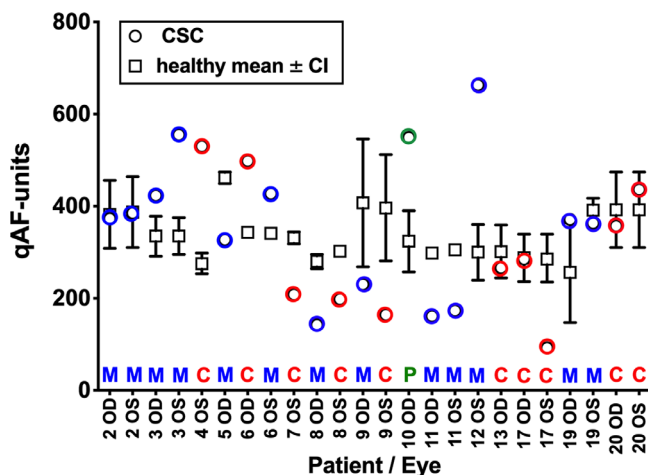 800
CSC
healthy mean ± CI
600
qAF-units
400
200
M M M M C M C M C M C M C P M M M C C C M M C C
0
2 OD 2 OS 3 OD 3 OS 4 OS 5 OD 6 OD 6 OS 7 OS 8 OD 8 OS 9 OD 9 OS 10 OD 11 OD 11 OS 12 OS 13 OD 17 OD 17 OS 19 OD 19 OS 20 OD 20 OS
Patient / Eye